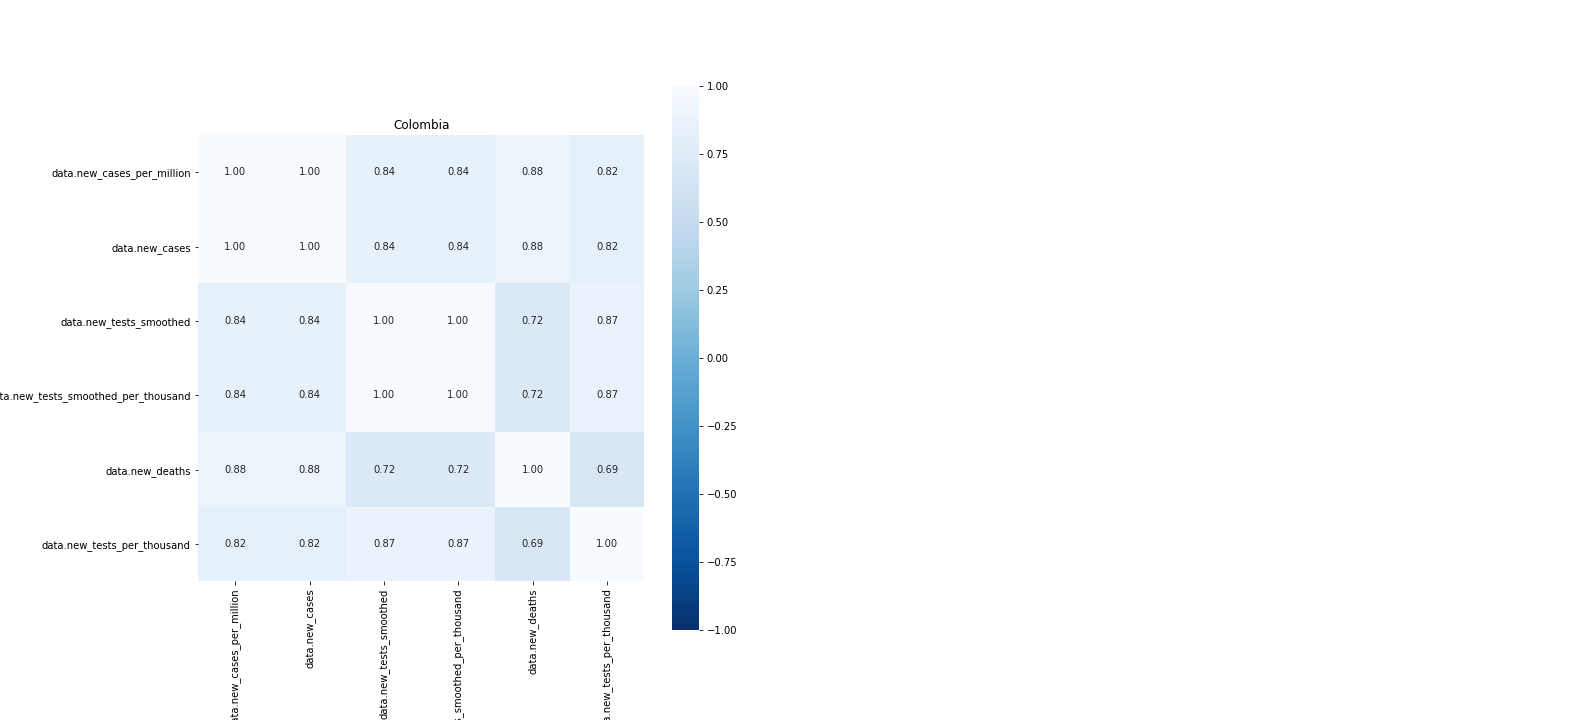 Colombia
data.new_cases_per_million 1.00 1.00 0.84 0.84 0.88 0.82
data.new_cases 1.00 1.00 0.84 0.84 0.88 0.82
data.new_tests_smoothed 0.84 0.84 1.00 1.00 0.72 0.87
ta.new_tests_smoothed_per_thousand 0.84 0.84 1.00 1.00 0.72 0.87
data.new_deaths 0.88 0.88 0.72 0.72 1.00 0.69
data.new_tests_per_thousand 0.82 0.82 0.87 0.87 0.69 1.00
ata.new_cases_per_million
data.new_cases
data.new_tests_smoothed
s_smoothed_per_thousand
data.new_deaths
a.new_tests_per_thousand
1.00
0.75
0.50
0.25
0.00
−0.25
−0.50
−0.75
−1.00